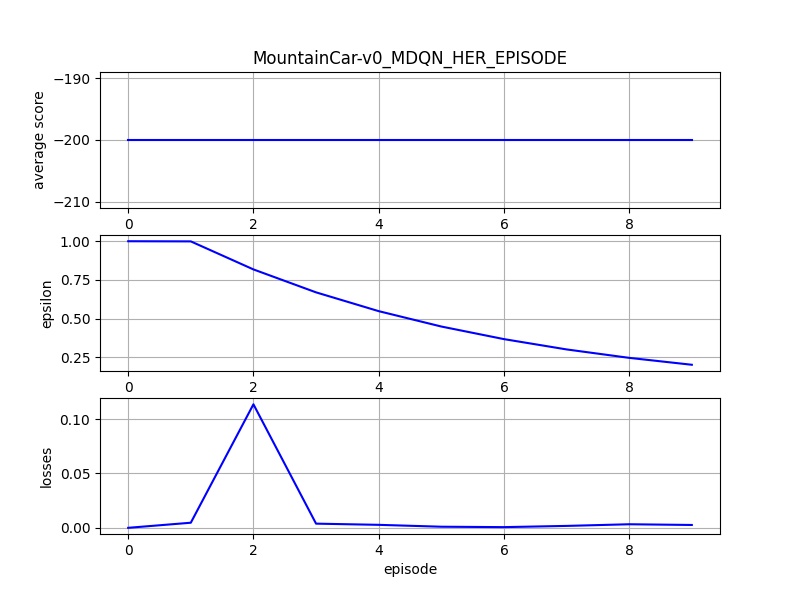 MountainCar-v0_MDQN_HER_EPISODE
−190
−200
−210
average score
0 2 4 6 8
1.00
0.75
0.50
0.25
epsilon
0 2 4 6 8
0.10
0.05
0.00
losses
0 2 4 6 8
episode